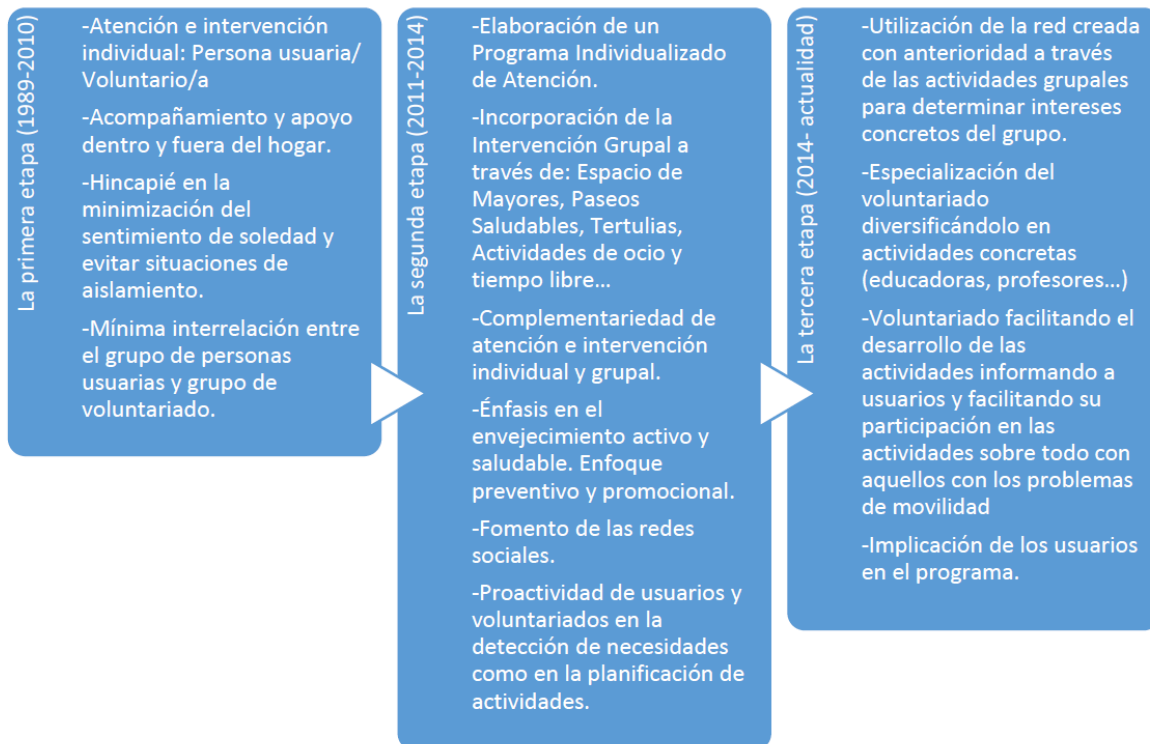 La primera etapa (1989-2010)
-Atención e intervención
individual: Persona usuaria/
Voluntario/a
-Acompañamiento y apoyo
dentro y fuera del hogar.
-Hincapié en la
minimización del
sentimiento de soledad y
evitar situaciones de
aislamiento.
-Mínima interrelación entre
el grupo de personas
usuarias y grupo de
voluntariado.
La segunda etapa (2011-2014)
-Elaboración de un
Programa Individualizado
de Atención.
-Incorporación de la
Intervención Grupal a
través de: Espacio de
Mayores, Paseos
Saludables, Tertulias,
Actividades de ocio y
tiempo libre...
-Complementariedad de
atención e intervención
individual y grupal.
-Énfasis en el
envejecimiento activo y
saludable. Enfoque
preventivo y promocional.
-Fomento de las redes
sociales.
-Proactividad de usuarios y
voluntariados en la
detección de necesidades
como en la planificación de
actividades.
La tercera etapa (2014- actualidad)
-Utilización de la red creada
con anterioridad a través
de las actividades grupales
para determinar intereses
concretos del grupo.
-Especialización del
voluntariado
diversificándolo en
actividades concretas
(educadoras, profesores...)
-Voluntariado facilitando el
desarrollo de las
actividades informando a
usuarios y facilitando su
participación en las
actividades sobre todo con
aquellos con los problemas
de movilidad
-Implicación de los usuarios
en el programa.